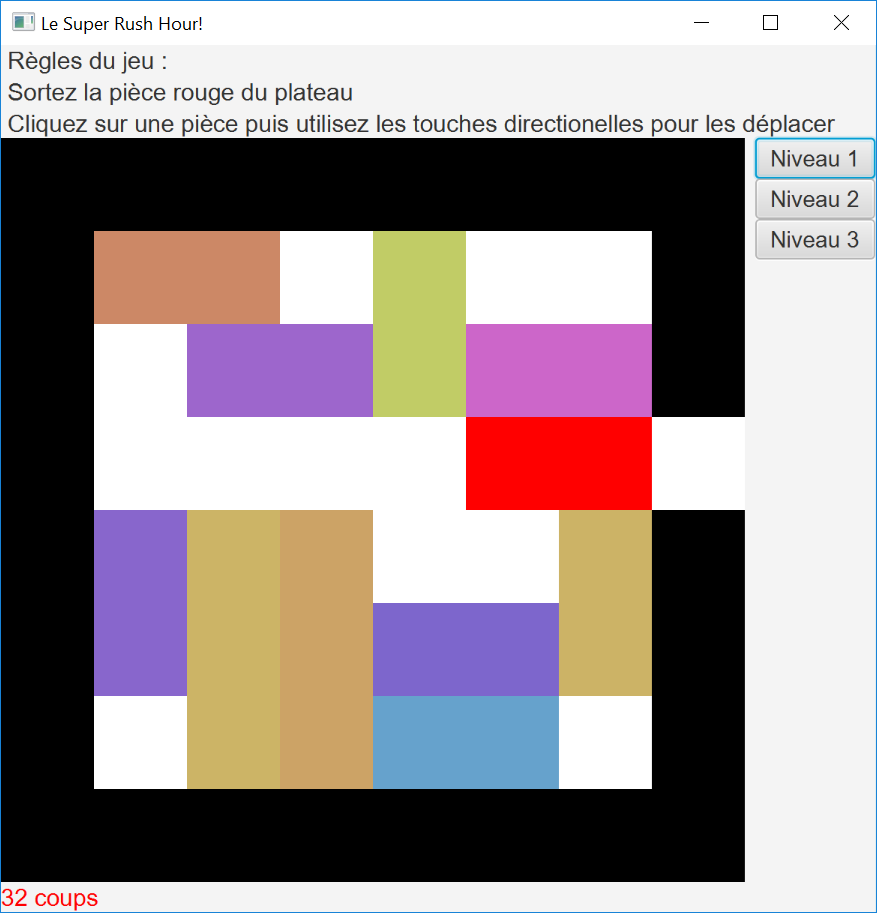 Le Super Rush Hour!
Règles du jeu :
Sortez la pièce rouge du plateau
Cliquez sur une pièce puis utilisez les touches directionelles pour les déplacer
Niveau 1
Niveau 2
Niveau 3
32 coups